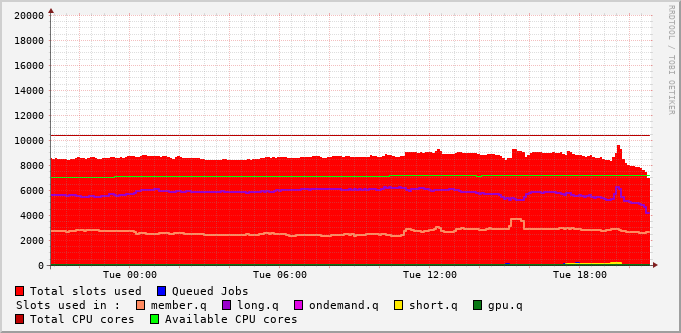 20000
18000
16000
14000
12000
10000
8000
6000
4000
2000
0
Tue 00:00 Tue 06:00 Tue 12:00 Tue 18:00
Total slots used Queued Jobs
Slots used in : member.q long.q ondemand.q short.q gpu.q
Total CPU cores Available CPU cores
RRDTOOL / TOBI OETIKER